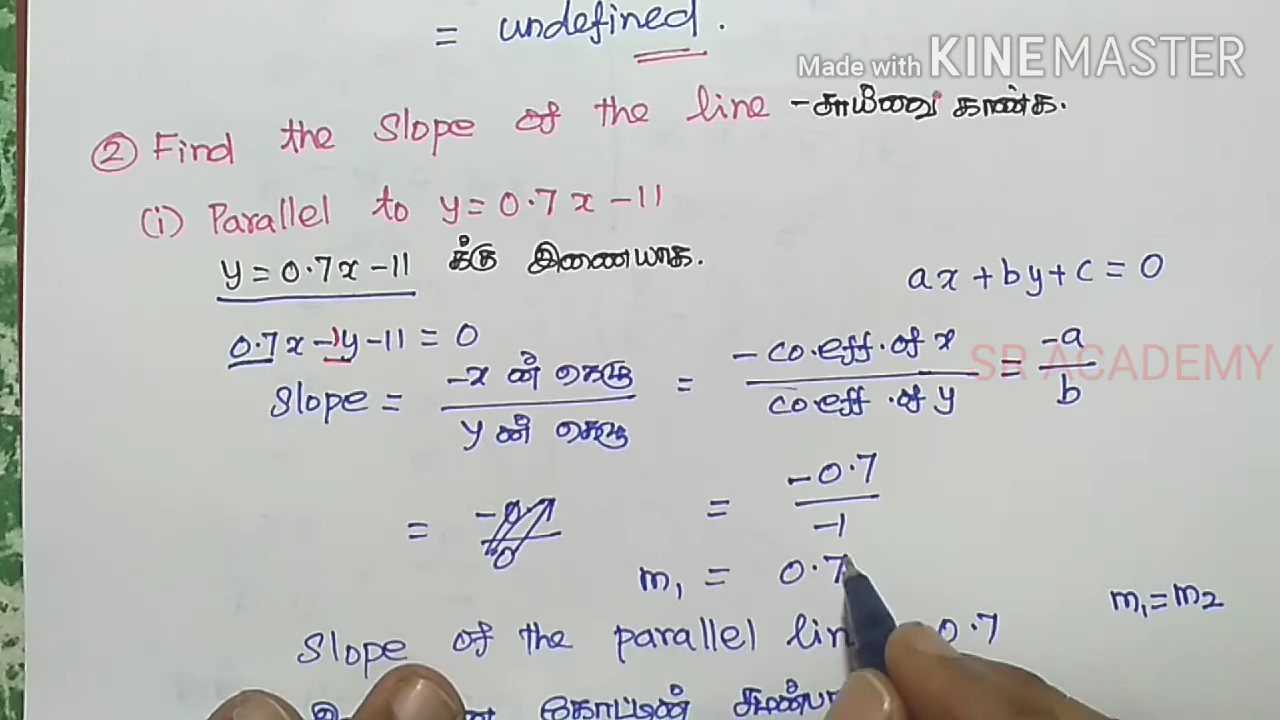 = undefined.
Made with KINEMASTER
② Find the slope of the line - சாய்வு காண்க.
(i) Parallel to y = 0.7x - 11
y = 0.7x - 11 க்கு இணையாக.
ax + by + c = 0
0.7x - 1y - 11 = 0
Slope = -x ன் கெழு / y ன் கெழு = - co.eff. of x / co.eff. of y = -a / b
SR ACADEMY
= = -0.7 / -1
m₁ = 0.7
m₁ = m₂
Slope of the parallel 0.7
கோட்டின்